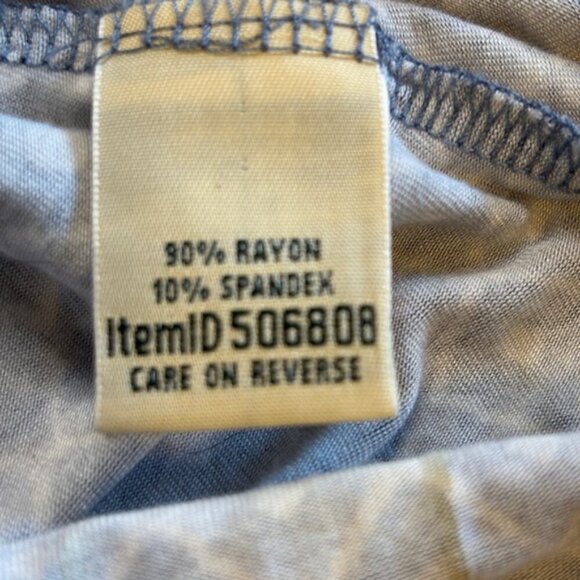 90% RAYON
10% SPANDEX
ItemID 506808
CARE ON REVERSE